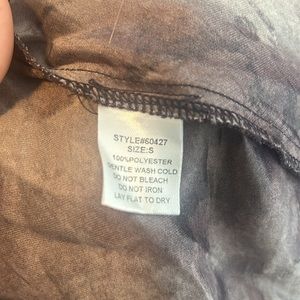 STYLE#60427
SIZE:S
100%POLYESTER
GENTLE WASH COLD
DO NOT BLEACH
DO NOT IRON
LAY FLAT TO DRY